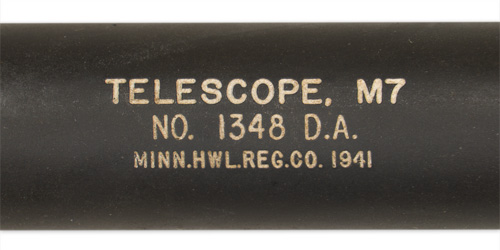 TELESCOPE, M7
NO. 1348 D.A.
MINN.HWL.REG.CO. 1941